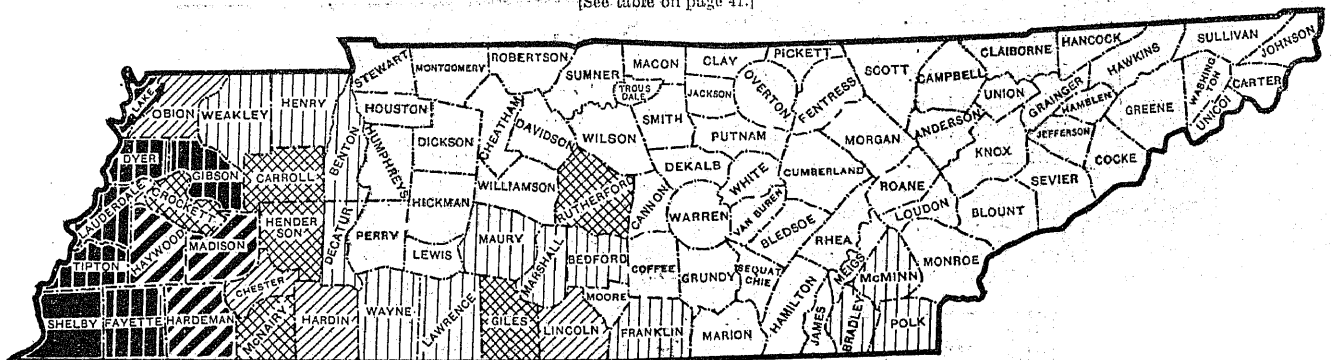 [See table on page 41.]
STEWART MONTGOMERY ROBERTSON SUMNER MACON CLAY PICKETT SCOTT CAMPBELL CLAIBORNE HANCOCK HAWKINS SULLIVAN JOHNSON
LAKE OBION WEAKLEY HENRY HOUSTON TROUSDALE JACKSON OVERTON FENTRESS UNION GRAINGER HAMBLEN GREENE WASHINGTON UNICOI CARTER
DYER GIBSON CARROLL BENTON HUMPHREYS DICKSON CHEATHAM DAVIDSON WILSON SMITH PUTNAM MORGAN ANDERSON KNOX JEFFERSON COCKE
LAUDERDALE CROCKETT HENDERSON DECATUR HICKMAN WILLIAMSON RUTHERFORD CANNON DEKALB WHITE VAN BUREN CUMBERLAND ROANE LOUDON BLOUNT SEVIER
TIPTON HAYWOOD MADISON PERRY LEWIS MAURY MARSHALL BEDFORD COFFEE WARREN GRUNDY SEQUATCHIE BLEDSOE RHEA MEIGS McMINN MONROE
SHELBY FAYETTE HARDEMAN CHESTER McNAIRY HARDIN WAYNE LAWRENCE GILES LINCOLN MOORE FRANKLIN MARION HAMILTON JAMES BRADLEY POLK